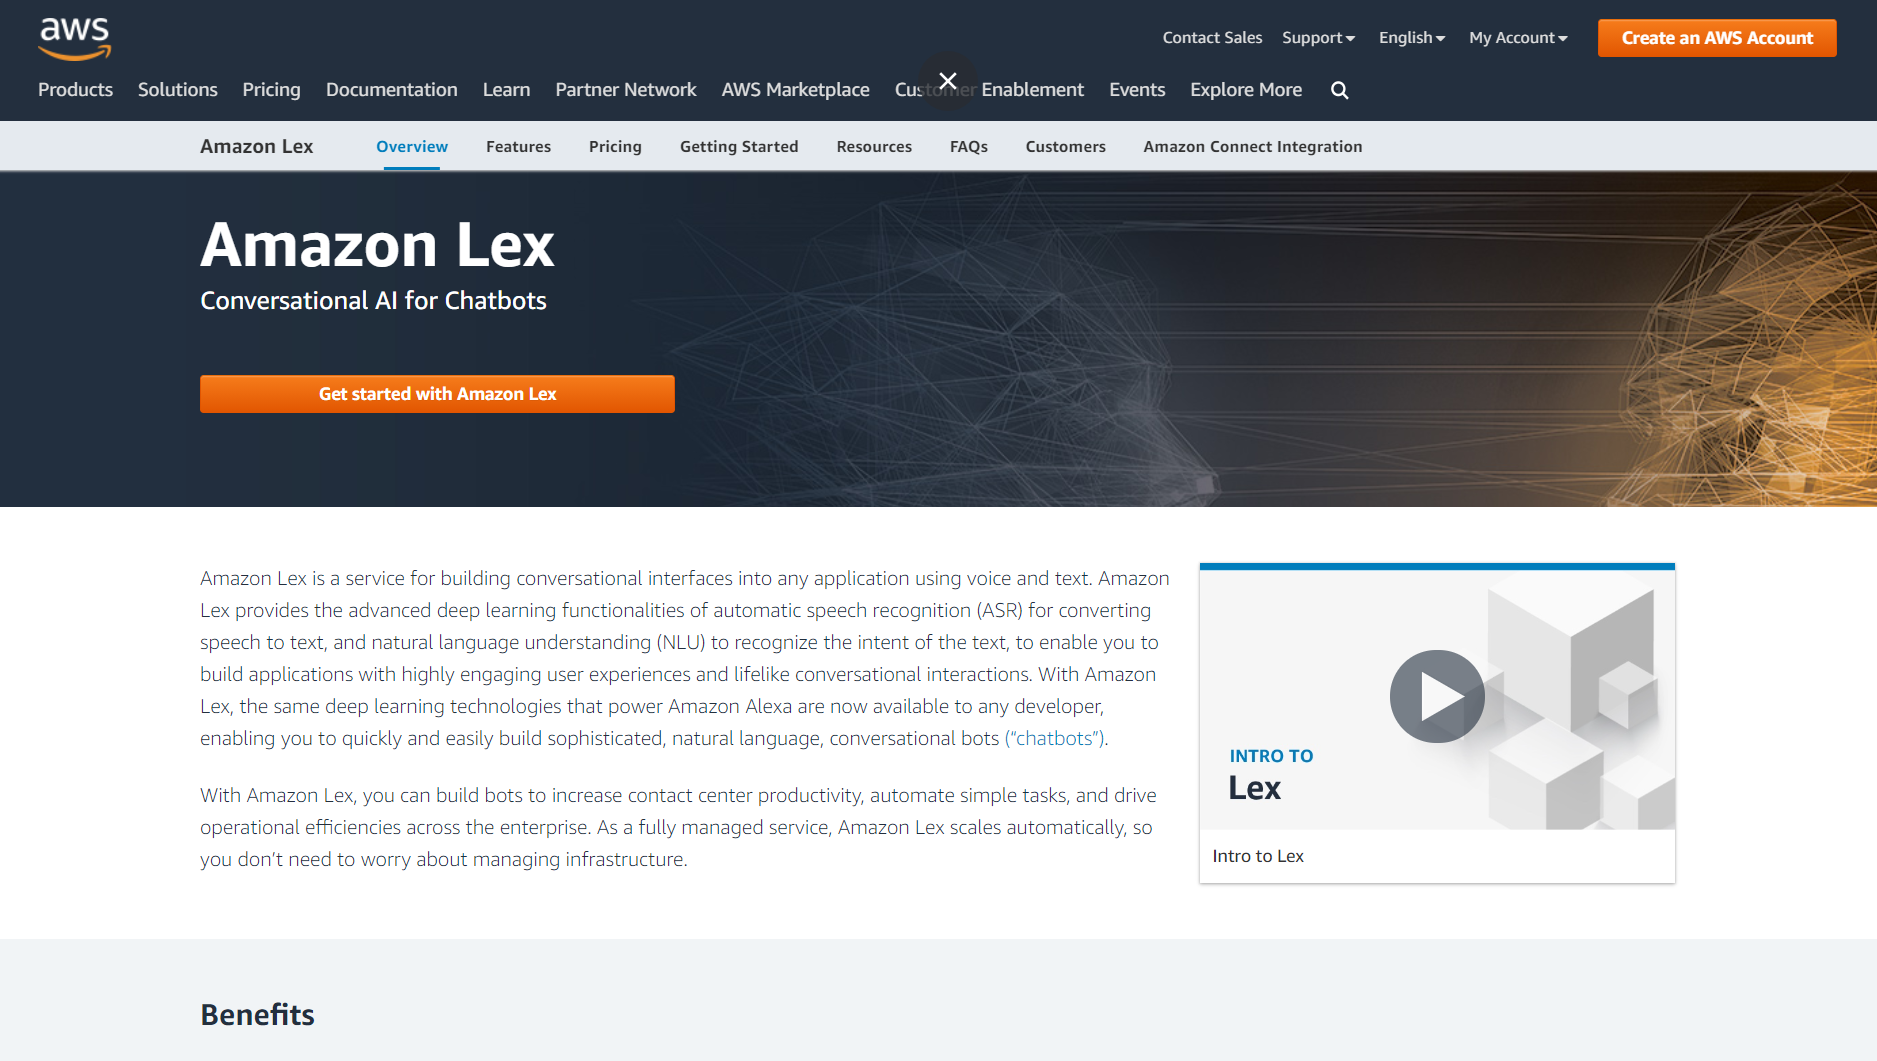 aws
Contact Sales Support English My Account Create an AWS Account
Products Solutions Pricing Documentation Learn Partner Network AWS Marketplace Customer Enablement Events Explore More
Amazon Lex Overview Features Pricing Getting Started Resources FAQs Customers Amazon Connect Integration
Amazon Lex
Conversational AI for Chatbots
Get started with Amazon Lex
Amazon Lex is a service for building conversational interfaces into any application using voice and text. Amazon
Lex provides the advanced deep learning functionalities of automatic speech recognition (ASR) for converting
speech to text, and natural language understanding (NLU) to recognize the intent of the text, to enable you to
build applications with highly engaging user experiences and lifelike conversational interactions. With Amazon
Lex, the same deep learning technologies that power Amazon Alexa are now available to any developer,
enabling you to quickly and easily build sophisticated, natural language, conversational bots (“chatbots”).
With Amazon Lex, you can build bots to increase contact center productivity, automate simple tasks, and drive
operational efficiencies across the enterprise. As a fully managed service, Amazon Lex scales automatically, so
you don’t need to worry about managing infrastructure.
INTRO TO
Lex
Intro to Lex
Benefits